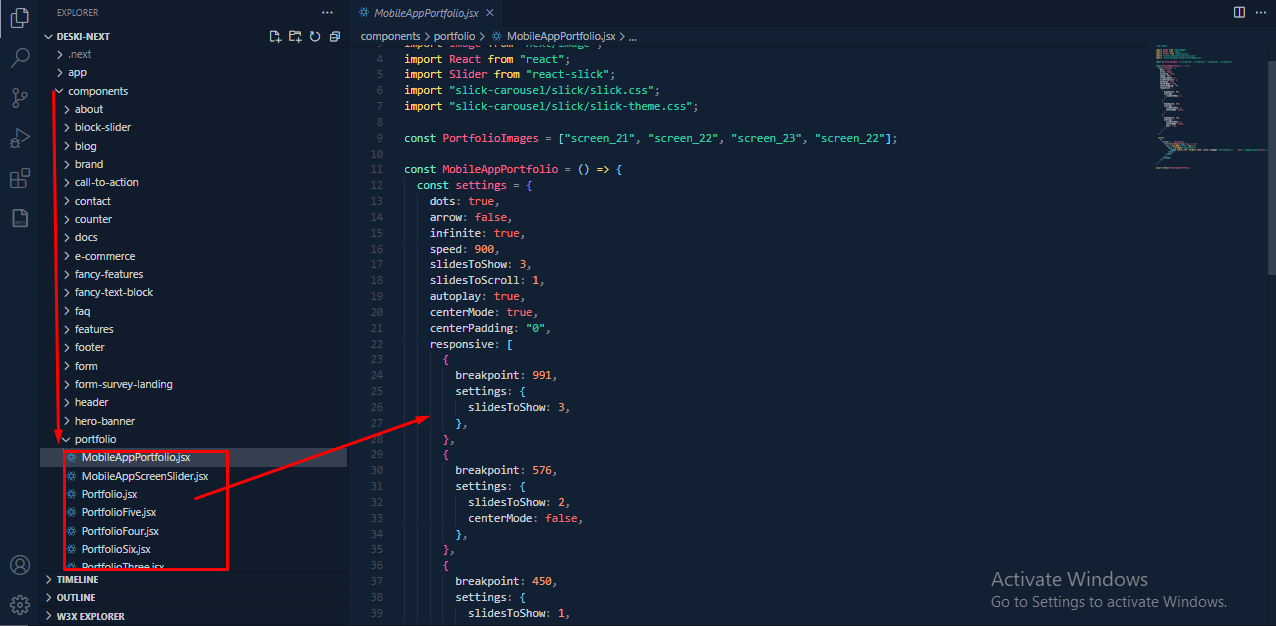 EXPLORER
···
DESKI-NEXT
.next
app
components
about
block-slider
blog
brand
call-to-action
contact
counter
docs
e-commerce
fancy-features
fancy-text-block
faq
features
footer
form
form-survey-landing
header
hero-banner
portfolio
MobileAppPortfolio.jsx
MobileAppScreenSlider.jsx
Portfolio.jsx
PortfolioFive.jsx
PortfolioFour.jsx
PortfolioSix.jsx
PortfolioThree.jsx
TIMELINE
OUTLINE
W3X EXPLORER
MobileAppPortfolio.jsx ×
···
components > portfolio > MobileAppPortfolio.jsx > ...
import Image from "next/image";
4 import React from "react";
5 import Slider from "react-slick";
6 import "slick-carousel/slick/slick.css";
7 import "slick-carousel/slick/slick-theme.css";
8
9 const PortfolioImages = ["screen_21", "screen_22", "screen_23", "screen_22"];
10
11 const MobileAppPortfolio = () => {
12 const settings = {
13 dots: true,
14 arrow: false,
15 infinite: true,
16 speed: 900,
17 slidesToShow: 3,
18 slidesToScroll: 1,
19 autoplay: true,
20 centerMode: true,
21 centerPadding: "0",
22 responsive: [
23 {
24 breakpoint: 991,
25 settings: {
26 slidesToShow: 3,
27 },
28 },
29 {
30 breakpoint: 576,
31 settings: {
32 slidesToShow: 2,
33 centerMode: false,
34 },
35 },
36 {
37 breakpoint: 450,
38 settings: {
39 slidesToShow: 1,
Activate Windows
Go to Settings to activate Windows.